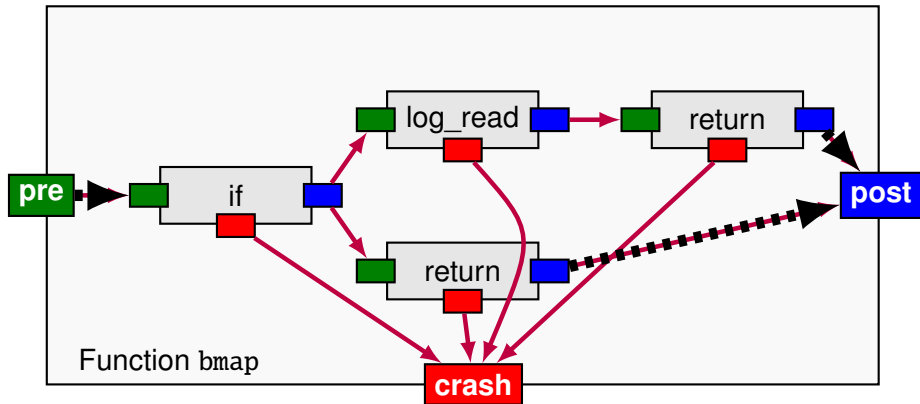 log_read
return
pre
if
post
return
Function bmap
crash